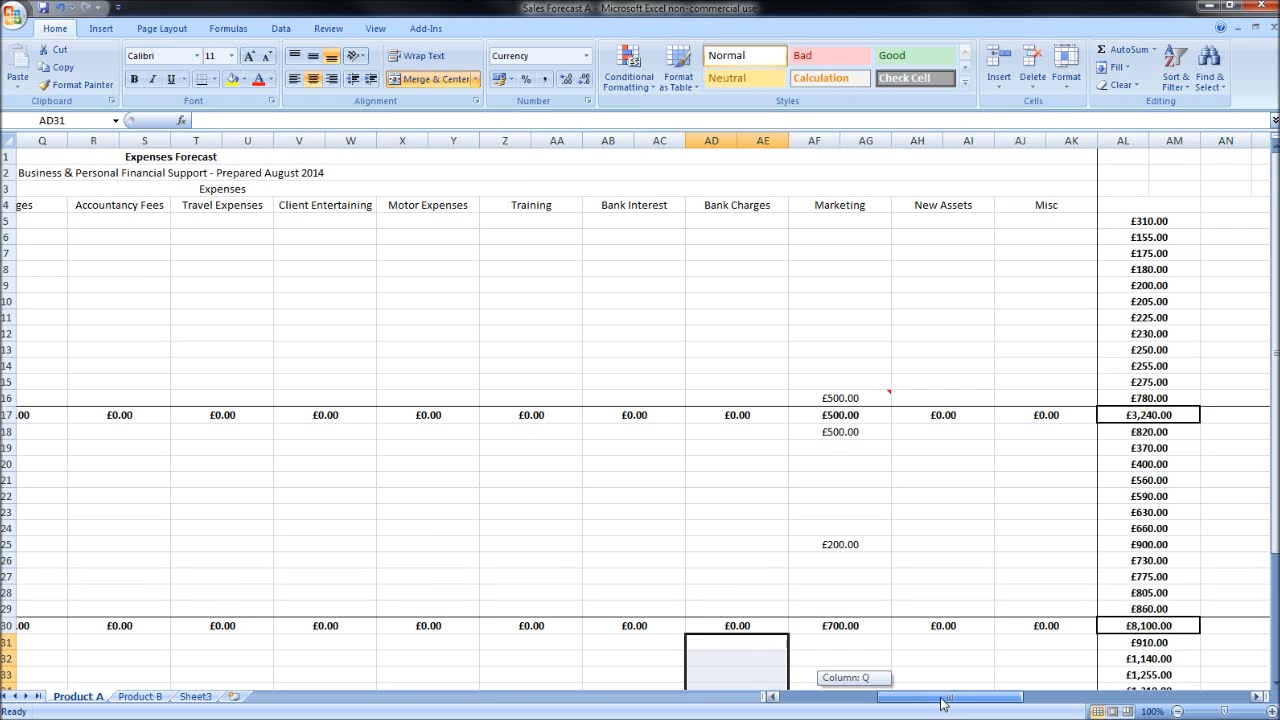 Sales Forecast A - Microsoft Excel non-commercial use
Home Insert Page Layout Formulas Data Review View Add-Ins
Paste
Cut
Copy
Format Painter
Clipboard
Calibri 11
B I U
Font
Wrap Text
Merge & Center
Alignment
Currency
% ,
Number
Conditional Formatting
Format as Table
Normal Bad Good
Neutral Calculation Check Cell
Styles
Insert Delete Format
Cells
AutoSum
Fill
Clear
Sort & Filter
Find & Select
Editing
AD31
fx
Q R S T U V W X Y Z AA AB AC AD AE AF AG AH AI AJ AK AL AM AN
1 Expenses Forecast
2 Business & Personal Financial Support - Prepared August 2014
3 Expenses
4 ges Accountancy Fees Travel Expenses Client Entertaining Motor Expenses Training Bank Interest Bank Charges Marketing New Assets Misc
5 £310.00
6 £155.00
7 £175.00
8 £180.00
9 £200.00
10 £205.00
11 £225.00
12 £230.00
13 £250.00
14 £255.00
15 £275.00
16 £500.00 £780.00
17 .00 £0.00 £0.00 £0.00 £0.00 £0.00 £0.00 £0.00 £500.00 £0.00 £0.00 £3,240.00
18 £500.00 £820.00
19 £370.00
20 £400.00
21 £560.00
22 £590.00
23 £630.00
24 £660.00
25 £200.00 £900.00
26 £730.00
27 £775.00
28 £805.00
29 £860.00
30 .00 £0.00 £0.00 £0.00 £0.00 £0.00 £0.00 £0.00 £700.00 £0.00 £0.00 £8,100.00
31 £910.00
32 £1,140.00
33 £1,255.00
Column: Q
Product A Product B Sheet3
Ready 100%